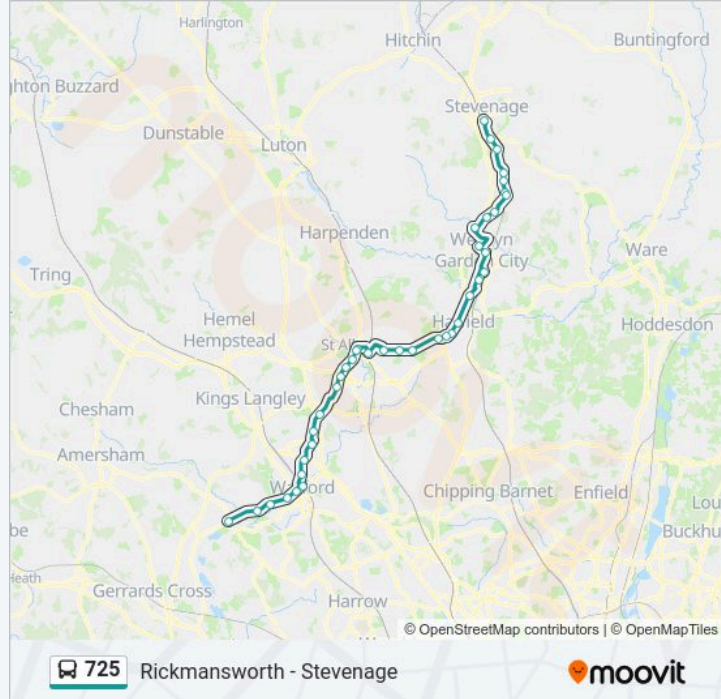 Harlington
Hitchin
Buntingford
ghton Buzzard
Stevenage
Dunstable
Luton
Harpenden
Welwyn
Garden City
Ware
Tring
Hemel
Hempstead
Hatfield
Hoddesdon
St Al
Kings Langley
Chesham
Amersham
Watford
Chipping Barnet
Enfield
Lou
Buckhu
be
Heath
Gerrards Cross
Harrow
© OpenStreetMap contributors | © OpenMapTiles
725
Rickmansworth - Stevenage
moovit